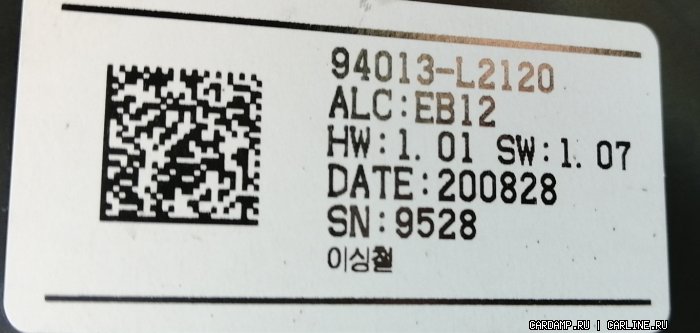 94013-L2120
ALC:EB12
HW:1. 01 SW:1. 07
DATE:200828
SN:9528
이싱철
CARDAMP.RU | CARLINE.RU